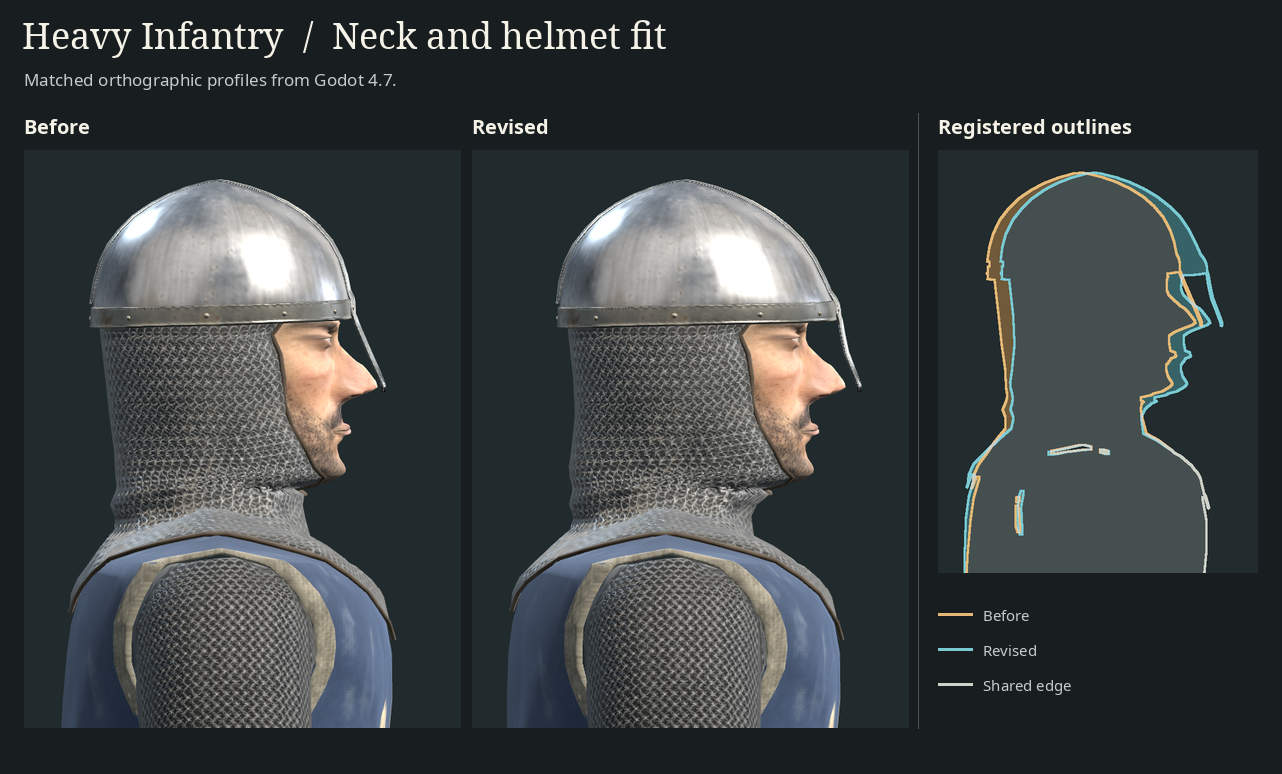 Heavy Infantry / Neck and helmet fit
Matched orthographic profiles from Godot 4.7.
Before
Revised
Registered outlines
Before
Revised
Shared edge